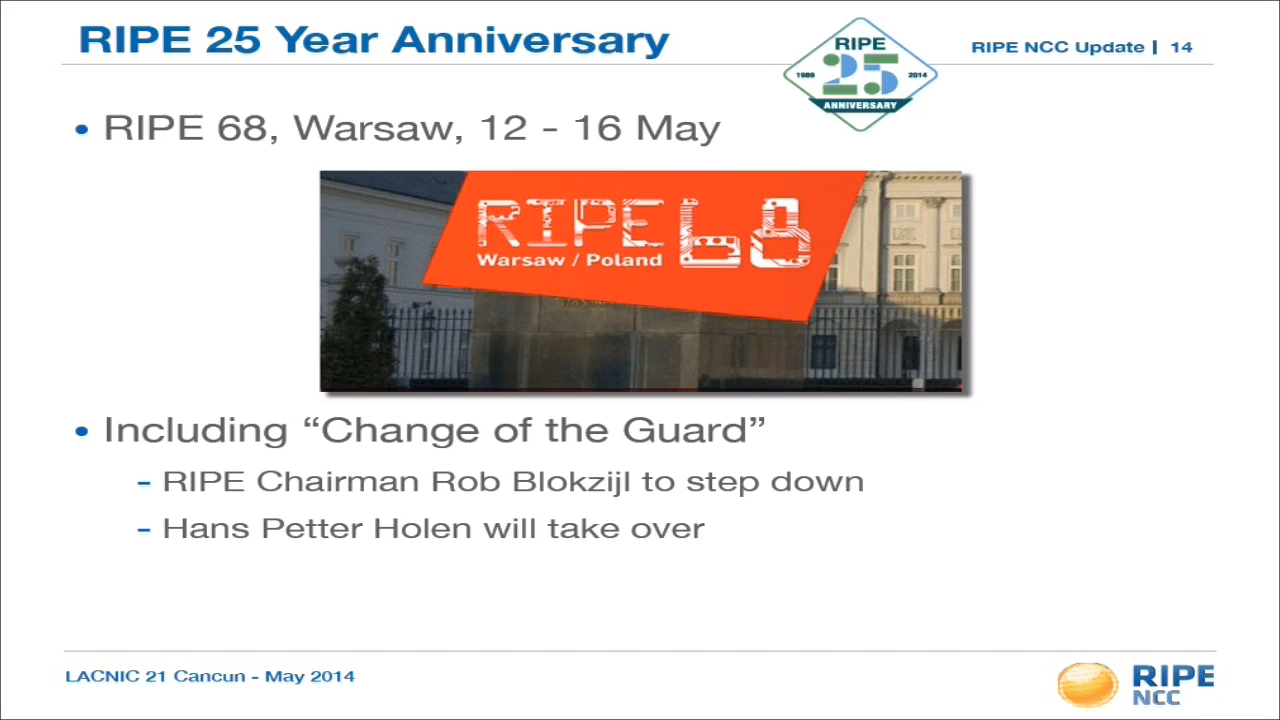 RIPE 25 Year Anniversary
RIPE
25
1989
2014
ANNIVERSARY
RIPE NCC Update | 14
• RIPE 68, Warsaw, 12 - 16 May
RIPE 68
Warsaw / Poland
• Including “Change of the Guard”
- RIPE Chairman Rob Blokzijl to step down
- Hans Petter Holen will take over
LACNIC 21 Cancun - May 2014
RIPE
NCC